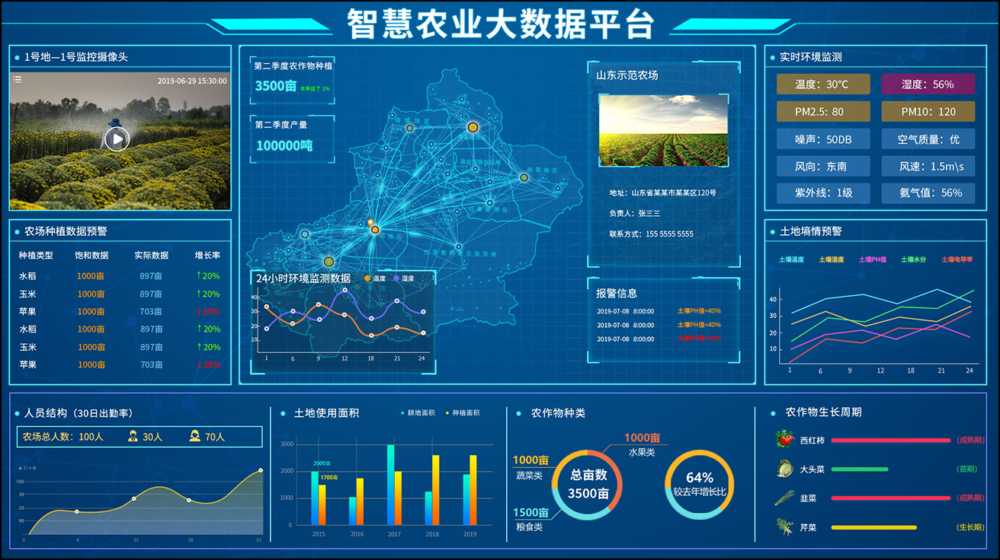 智慧农业大数据平台
1号地—1号监控摄像头
2019-06-29 15:30:00
农场种植数据预警
种植类型 饱和数据 实际数据 增长率
水稻 1000亩 897亩 ↑20%
玉米 1000亩 897亩 ↑20%
苹果 1000亩 703亩 ↓20%
水稻 1000亩 897亩 ↑20%
玉米 1000亩 897亩 ↑20%
苹果 1000亩 703亩 ↓20%
第二季度农作物种植
3500亩 本季度↑3%
第二季度产量
100000吨
哈密地区
24小时环境监测数据 温度 湿度
40
30
20
10
1 6 9 12 18 21 24
山东示范农场
地址：山东省某某市某某区120号
负责人：张三三
联系方式：155 5555 5555
报警信息
2019-07-08 8:00:00 土壤PH值<40%
2019-07-08 8:00:00 土壤PH值<40%
2019-07-08 8:00:00 土壤PH值<40%
实时环境监测
温度：30℃ 湿度：56%
PM2.5: 80 PM10：120
噪声：50DB 空气质量：优
风向：东南 风速：1.5m\s
紫外线：1级 氨气值：56%
土地墒情预警
土壤温度 土壤湿度 土壤PH值 土壤水分 土壤电导率
40
30
20
10
1 6 9 12 18 21 24
人员结构（30日出勤率）
农场总人数：100人 30人 70人
打卡率
100
30
20
90
0 6 12 18 31
土地使用面积 耕地面积 种植面积
3000
2000
1000
0
2000亩
1700亩
2015 2016 2017 2018 2019
农作物种类
1000亩
水果类
1000亩
蔬菜类
1500亩
粮食类
总亩数
3500亩
64%
较去年增长比
农作物生长周期
西红柿 (成熟期)
大头菜 (苗期)
韭菜 (成熟期)
芹菜 (生长期)